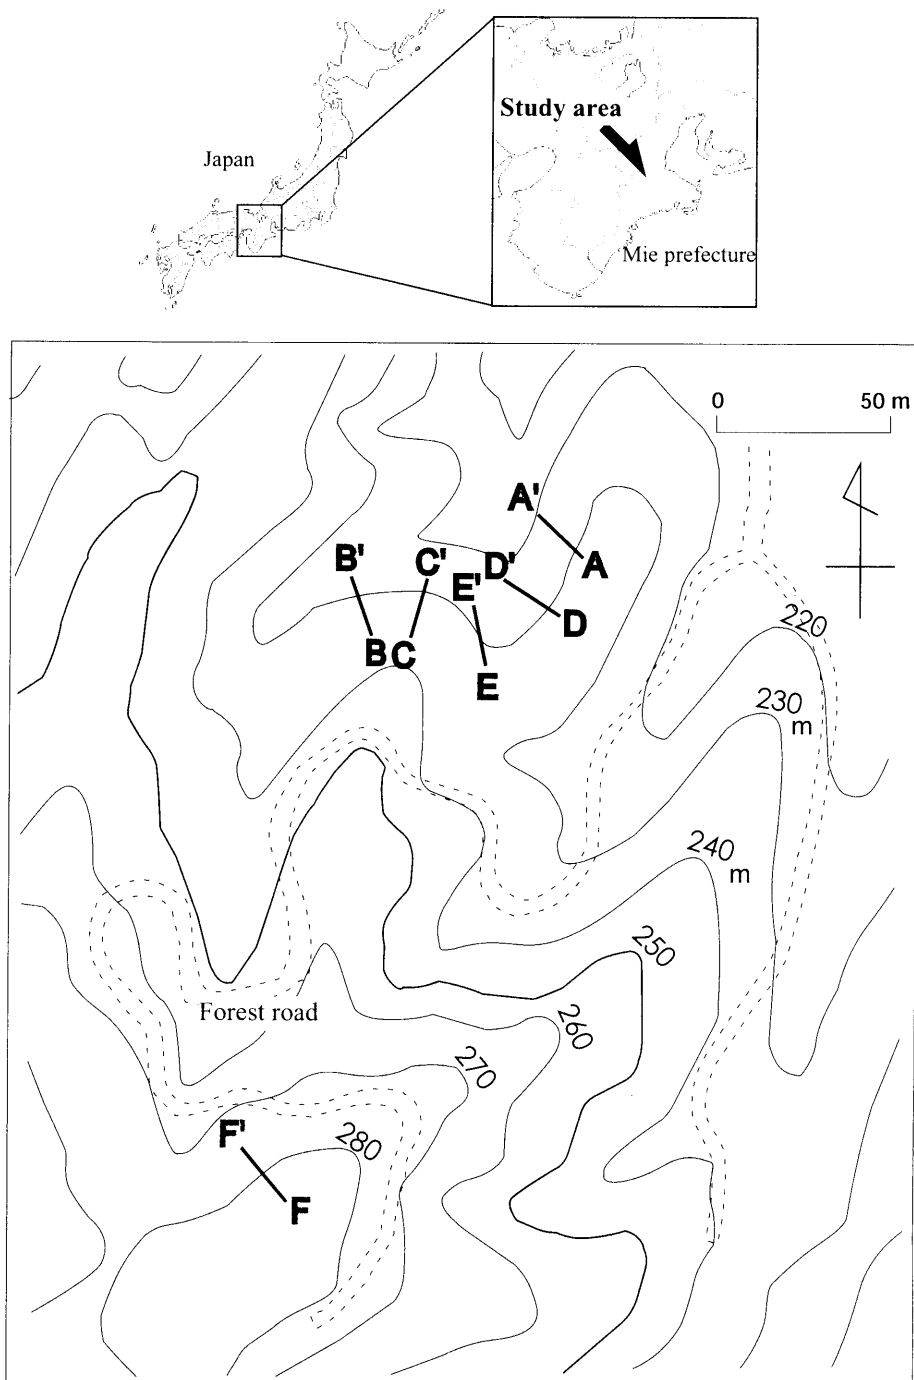 Japan
Study area
Mie prefecture
0 50 m
A'
A
B'
C'
D'
E'
D
B
C
E
220
230
m
240
m
250
Forest road
260
270
F'
280
F